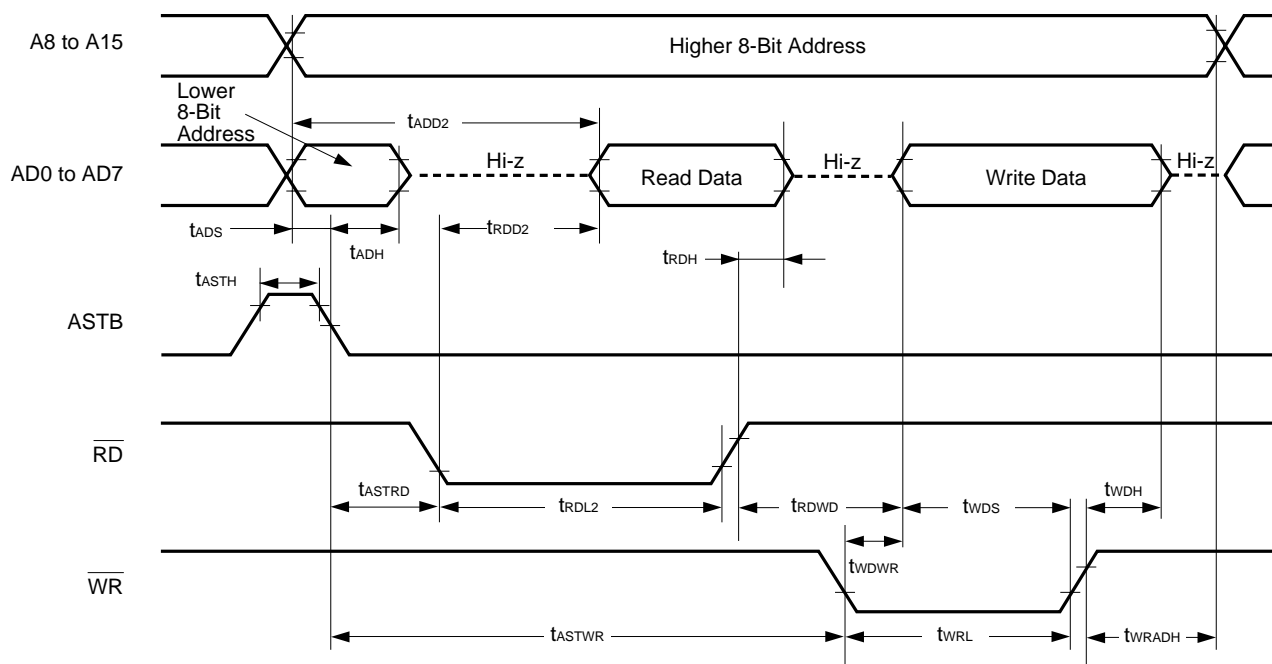 A8 to A15
Higher 8-Bit Address
Lower
8-Bit
Address
tADD2
AD0 to AD7
Hi-z
Read Data
Hi-z
Write Data
Hi-z
tADS
tADH
tRDD2
tRDH
tASTH
ASTB
RD
tASTRD
tRDL2
tRDWD
tWDS
tWDH
tWDWR
WR
tASTWR
tWRL
tWRADH